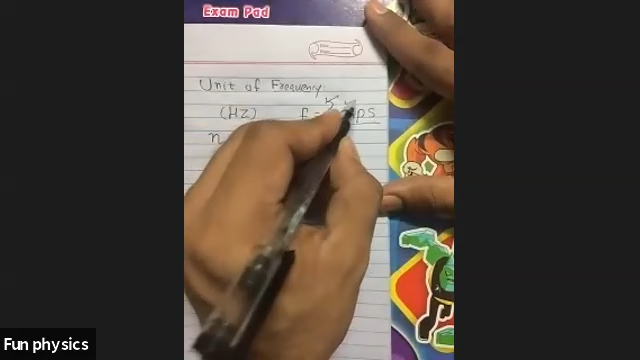 Exam Pad
Unit of Frequency:
(HZ) f =
n
Fun physics